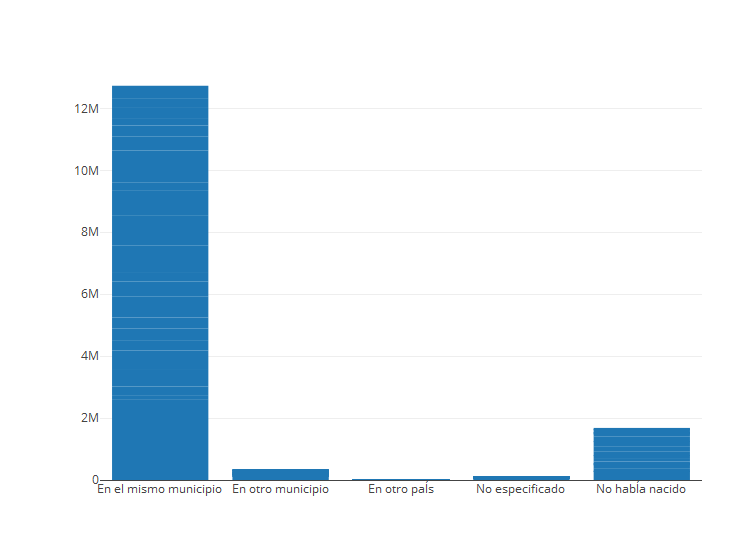 12M
10M
8M
6M
4M
2M
0
En el mismo municipio
En otro municipio
En otro país
No especificado
No había nacido